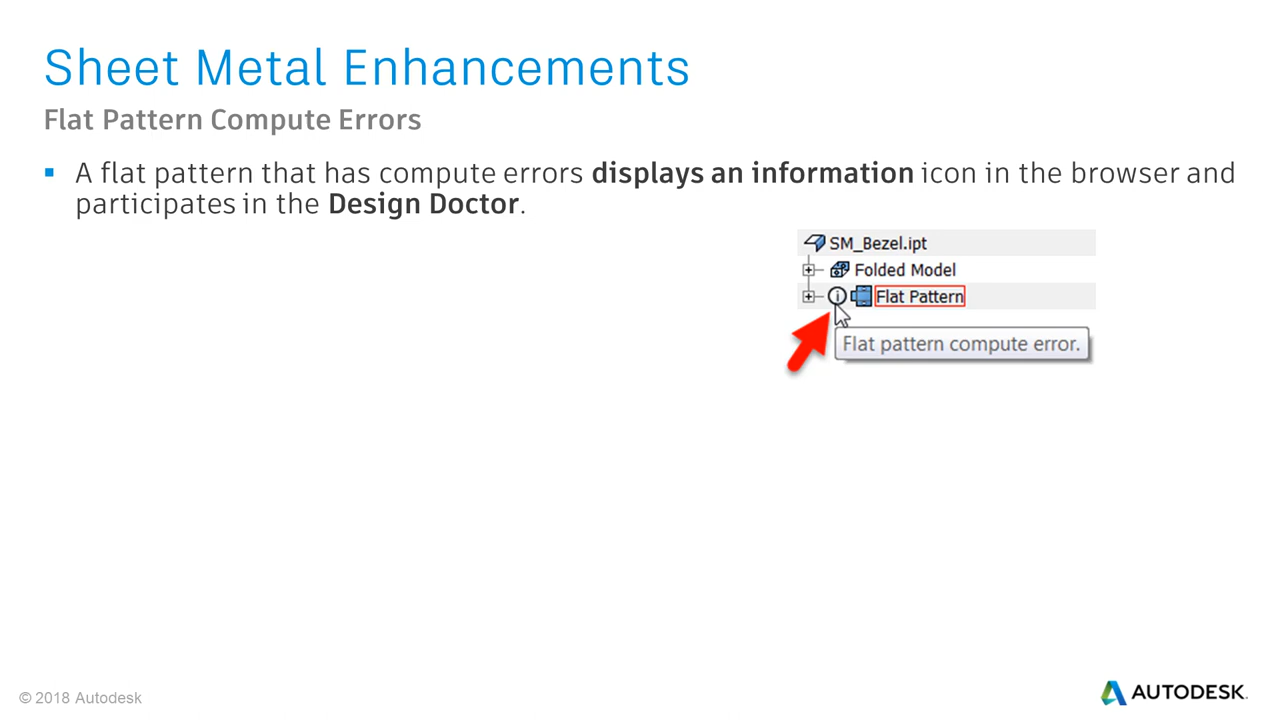 Sheet Metal Enhancements
Flat Pattern Compute Errors
▪ A flat pattern that has compute errors displays an information icon in the browser and
participates in the Design Doctor.
SM_Bezel.ipt
Folded Model
Flat Pattern
Flat pattern compute error.
© 2018 Autodesk
AUTODESK.